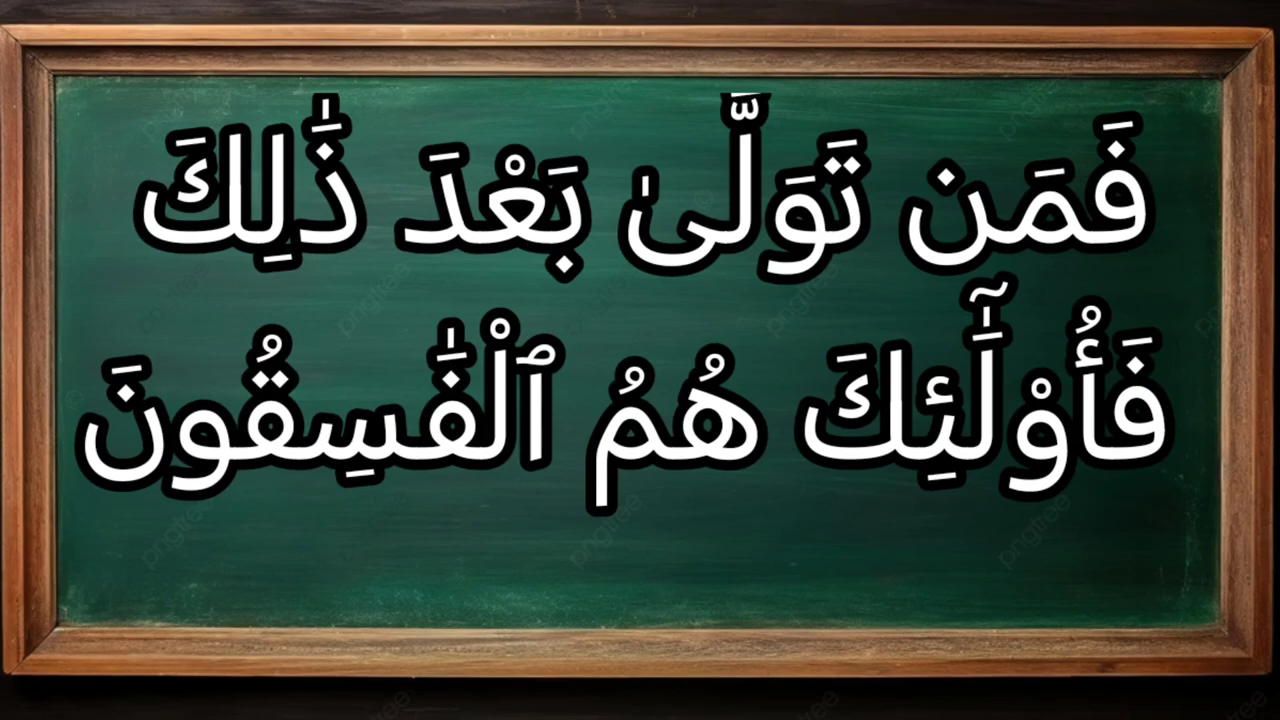 فَمَن تَوَلَّىٰ بَعْدَ ذَٰلِكَ
فَأُو۟لَٰٓئِكَ هُمُ ٱلْفَٰسِقُونَ